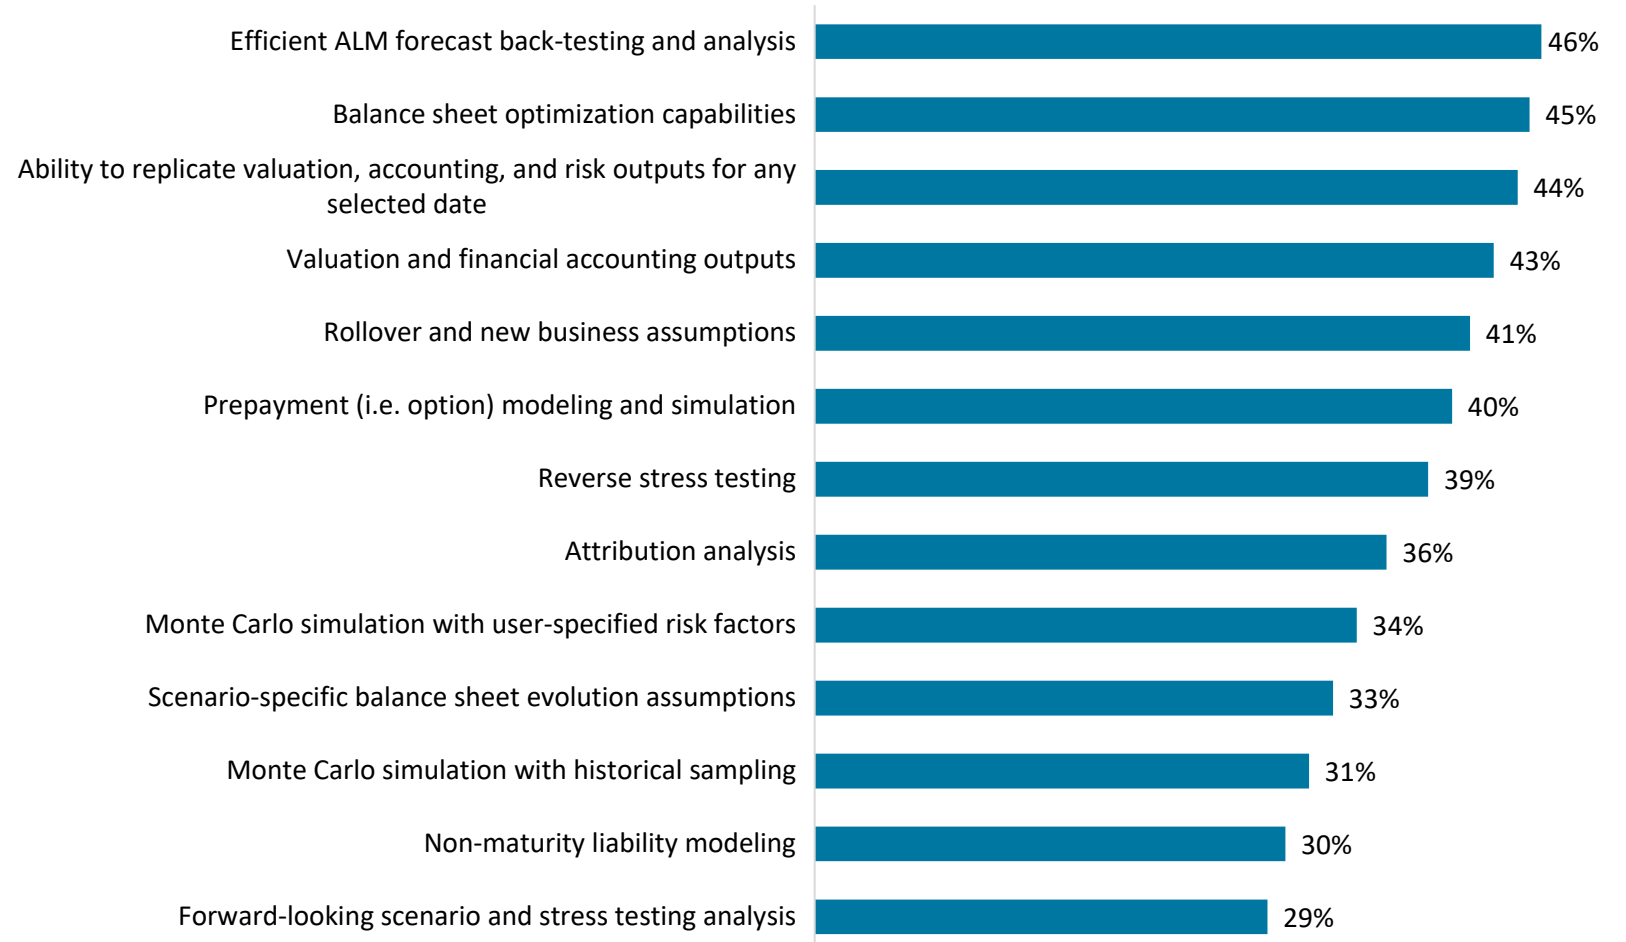 Efficient ALM forecast back-testing and analysis 46%
Balance sheet optimization capabilities 45%
Ability to replicate valuation, accounting, and risk outputs for any
selected date 44%
Valuation and financial accounting outputs 43%
Rollover and new business assumptions 41%
Prepayment (i.e. option) modeling and simulation 40%
Reverse stress testing 39%
Attribution analysis 36%
Monte Carlo simulation with user-specified risk factors 34%
Scenario-specific balance sheet evolution assumptions 33%
Monte Carlo simulation with historical sampling 31%
Non-maturity liability modeling 30%
Forward-looking scenario and stress testing analysis 29%